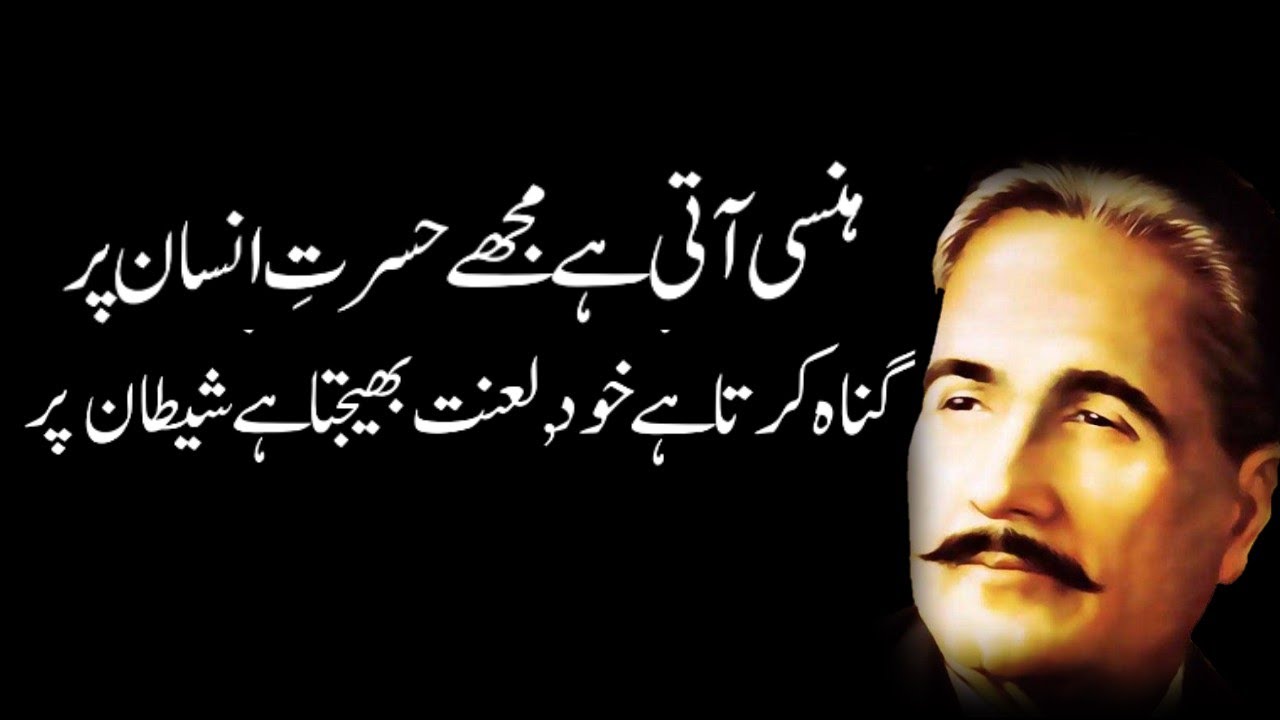 ہنسی آتی ہے مجھے حسرتِ انسان پر
گناہ کرتا ہے خود, لعنت بھیجتا ہے شیطان پر